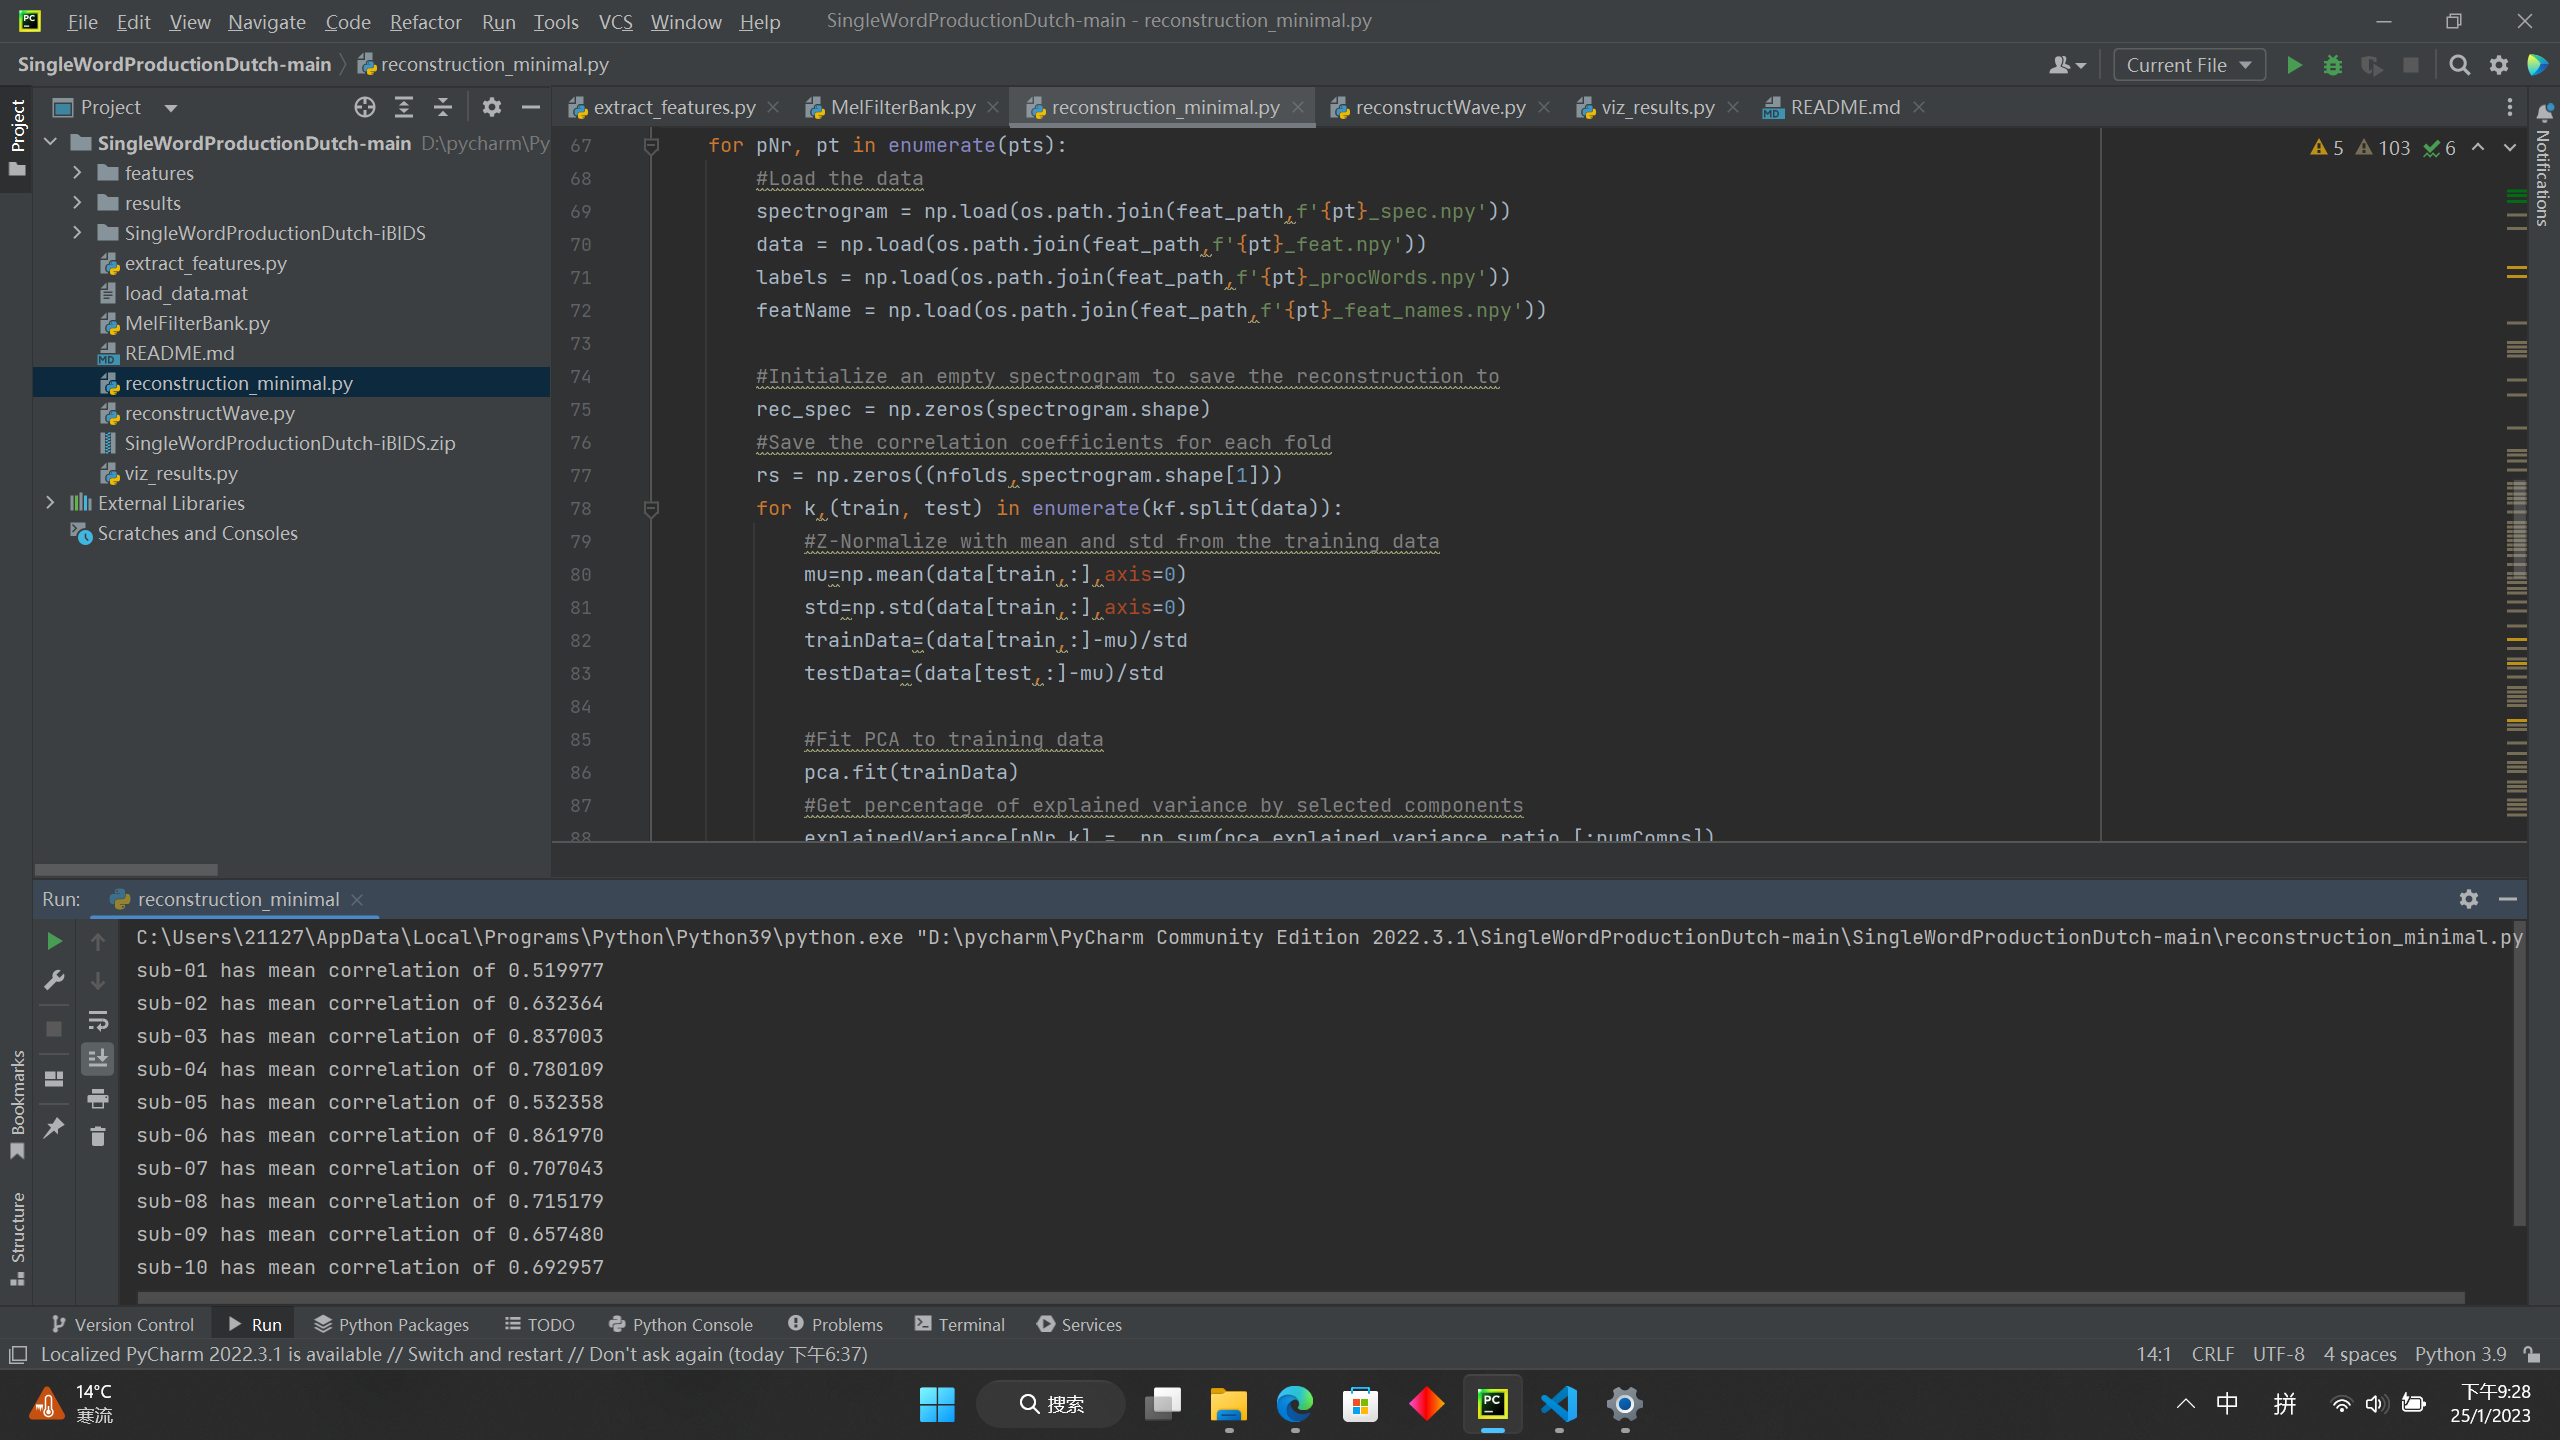 File Edit View Navigate Code Refactor Run Tools VCS Window Help SingleWordProductionDutch-main - reconstruction_minimal.py
SingleWordProductionDutch-main reconstruction_minimal.py Current File
Project
Project
extract_features.py MelFilterBank.py reconstruction_minimal.py reconstructWave.py viz_results.py README.md
SingleWordProductionDutch-main D:\pycharm\Py
features
results
SingleWordProductionDutch-iBIDS
extract_features.py
load_data.mat
MelFilterBank.py
README.md
reconstruction_minimal.py
reconstructWave.py
SingleWordProductionDutch-iBIDS.zip
viz_results.py
External Libraries
Scratches and Consoles
5 103 6
Notifications
67 for pNr, pt in enumerate(pts):
68 #Load the data
69 spectrogram = np.load(os.path.join(feat_path,f'{pt}_spec.npy'))
70 data = np.load(os.path.join(feat_path,f'{pt}_feat.npy'))
71 labels = np.load(os.path.join(feat_path,f'{pt}_procWords.npy'))
72 featName = np.load(os.path.join(feat_path,f'{pt}_feat_names.npy'))
73
74 #Initialize an empty spectrogram to save the reconstruction to
75 rec_spec = np.zeros(spectrogram.shape)
76 #Save the correlation coefficients for each fold
77 rs = np.zeros((nfolds,spectrogram.shape[1]))
78 for k,(train, test) in enumerate(kf.split(data)):
79 #Z-Normalize with mean and std from the training data
80 mu=np.mean(data[train,:],axis=0)
81 std=np.std(data[train,:],axis=0)
82 trainData=(data[train,:]-mu)/std
83 testData=(data[test,:]-mu)/std
84
85 #Fit PCA to training data
86 pca.fit(trainData)
87 #Get percentage of explained variance by selected components
88 explainedVariance[pNr,k] = np.sum(pca.explained_variance_ratio_[:numComps])
Run: reconstruction_minimal
C:\Users\21127\AppData\Local\Programs\Python\Python39\python.exe "D:\pycharm\PyCharm Community Edition 2022.3.1\SingleWordProductionDutch-main\SingleWordProductionDutch-main\reconstruction_minimal.py
sub-01 has mean correlation of 0.519977
sub-02 has mean correlation of 0.632364
sub-03 has mean correlation of 0.837003
sub-04 has mean correlation of 0.780109
sub-05 has mean correlation of 0.532358
sub-06 has mean correlation of 0.861970
sub-07 has mean correlation of 0.707043
sub-08 has mean correlation of 0.715179
sub-09 has mean correlation of 0.657480
sub-10 has mean correlation of 0.692957
Bookmarks
Structure
Version Control Run Python Packages TODO Python Console Problems Terminal Services
Localized PyCharm 2022.3.1 is available // Switch and restart // Don't ask again (today 下午6:37) 14:1 CRLF UTF-8 4 spaces Python 3.9
14°C
寒流
搜索
中 拼
下午9:28
25/1/2023